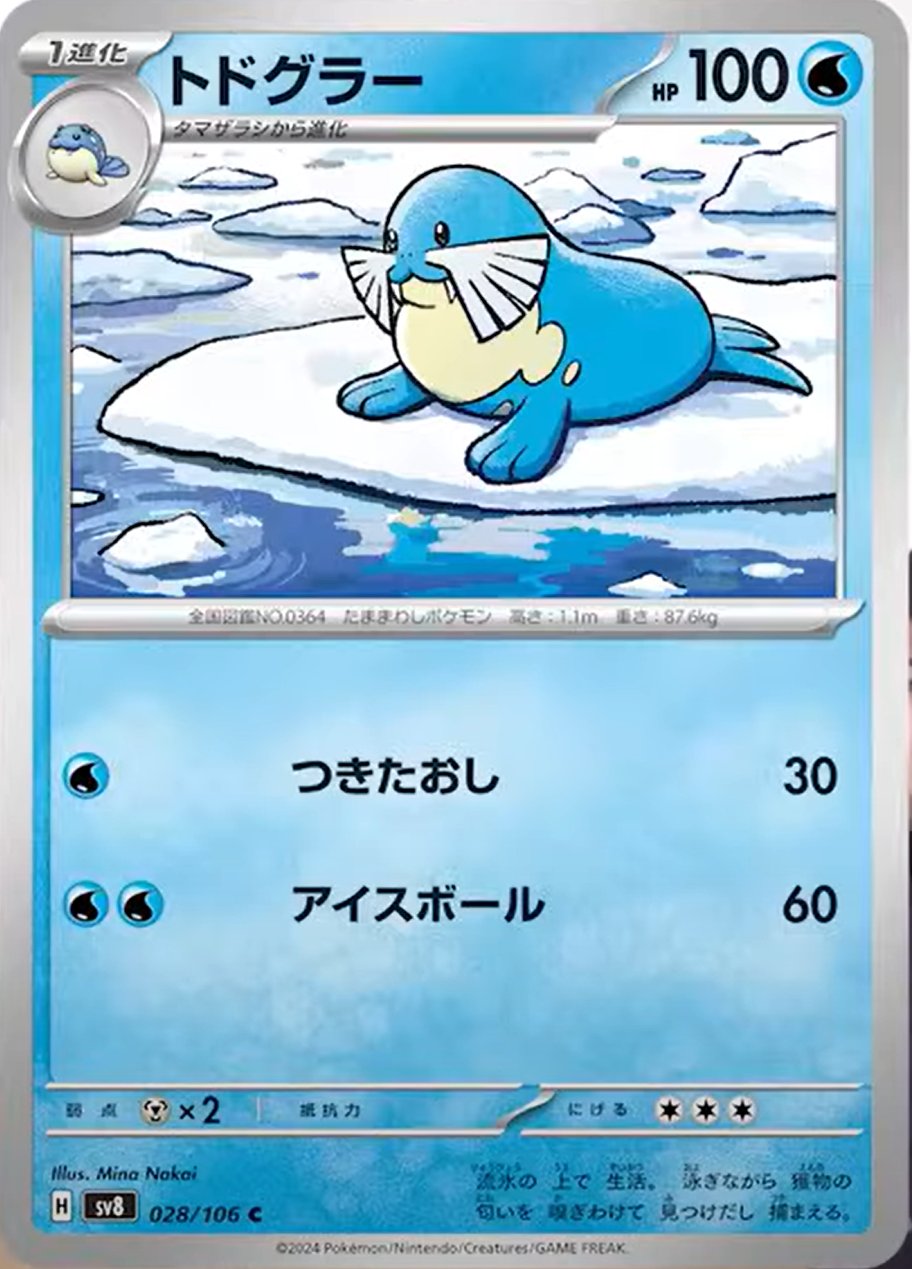 1進化
トドグラー
HP 100
タマザラシから進化
全国図鑑NO.0364 たままわしポケモン 高さ:1.1m 重さ:87.6kg
つきたおし 30
アイスボール 60
弱点 ×2 抵抗力 にげる
Illus. Mina Nakai
流氷の 上で 生活。 泳ぎながら 獲物の
匂いを 嗅ぎわけて 見つけだし 捕まえる。
H sv8 028/106 C
©2024 Pokémon/Nintendo/Creatures/GAME FREAK.